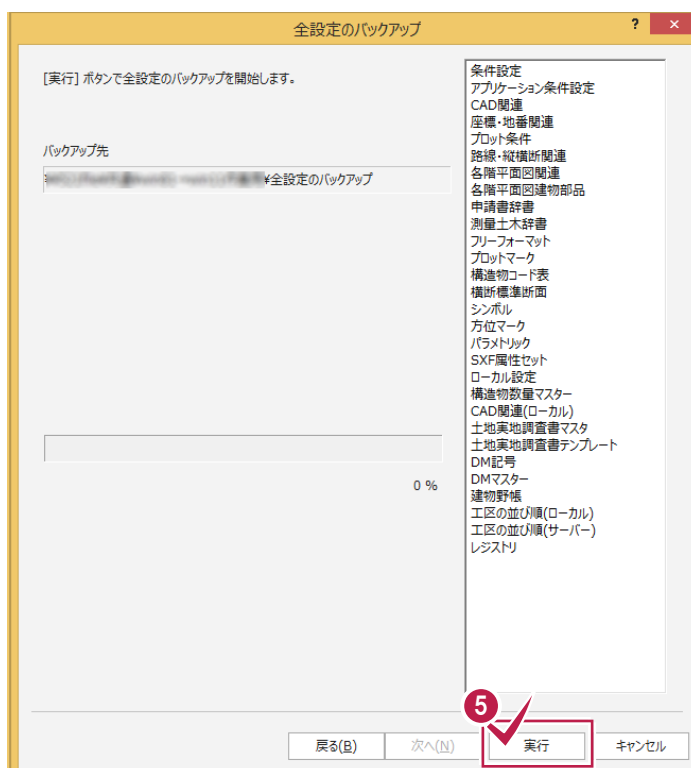 全設定のバックアップ
? ×
[実行] ボタンで全設定のバックアップを開始します。
バックアップ先
¥全設定のバックアップ
0 %
条件設定
アプリケーション条件設定
CAD関連
座標・地番関連
プロット条件
路線・縦横断関連
各階平面図関連
各階平面図建物部品
申請書辞書
測量土木辞書
フリーフォーマット
プロットマーク
構造物コード表
横断標準断面
シンボル
方位マーク
パラメトリック
SXF属性セット
ローカル設定
構造物数量マスター
CAD関連(ローカル)
土地実地調査書マスタ
土地実地調査書テンプレート
DM記号
DMマスター
建物野帳
工区の並び順(ローカル)
工区の並び順(サーバー)
レジストリ
5
戻る(B) 次へ(N) 実行 キャンセル